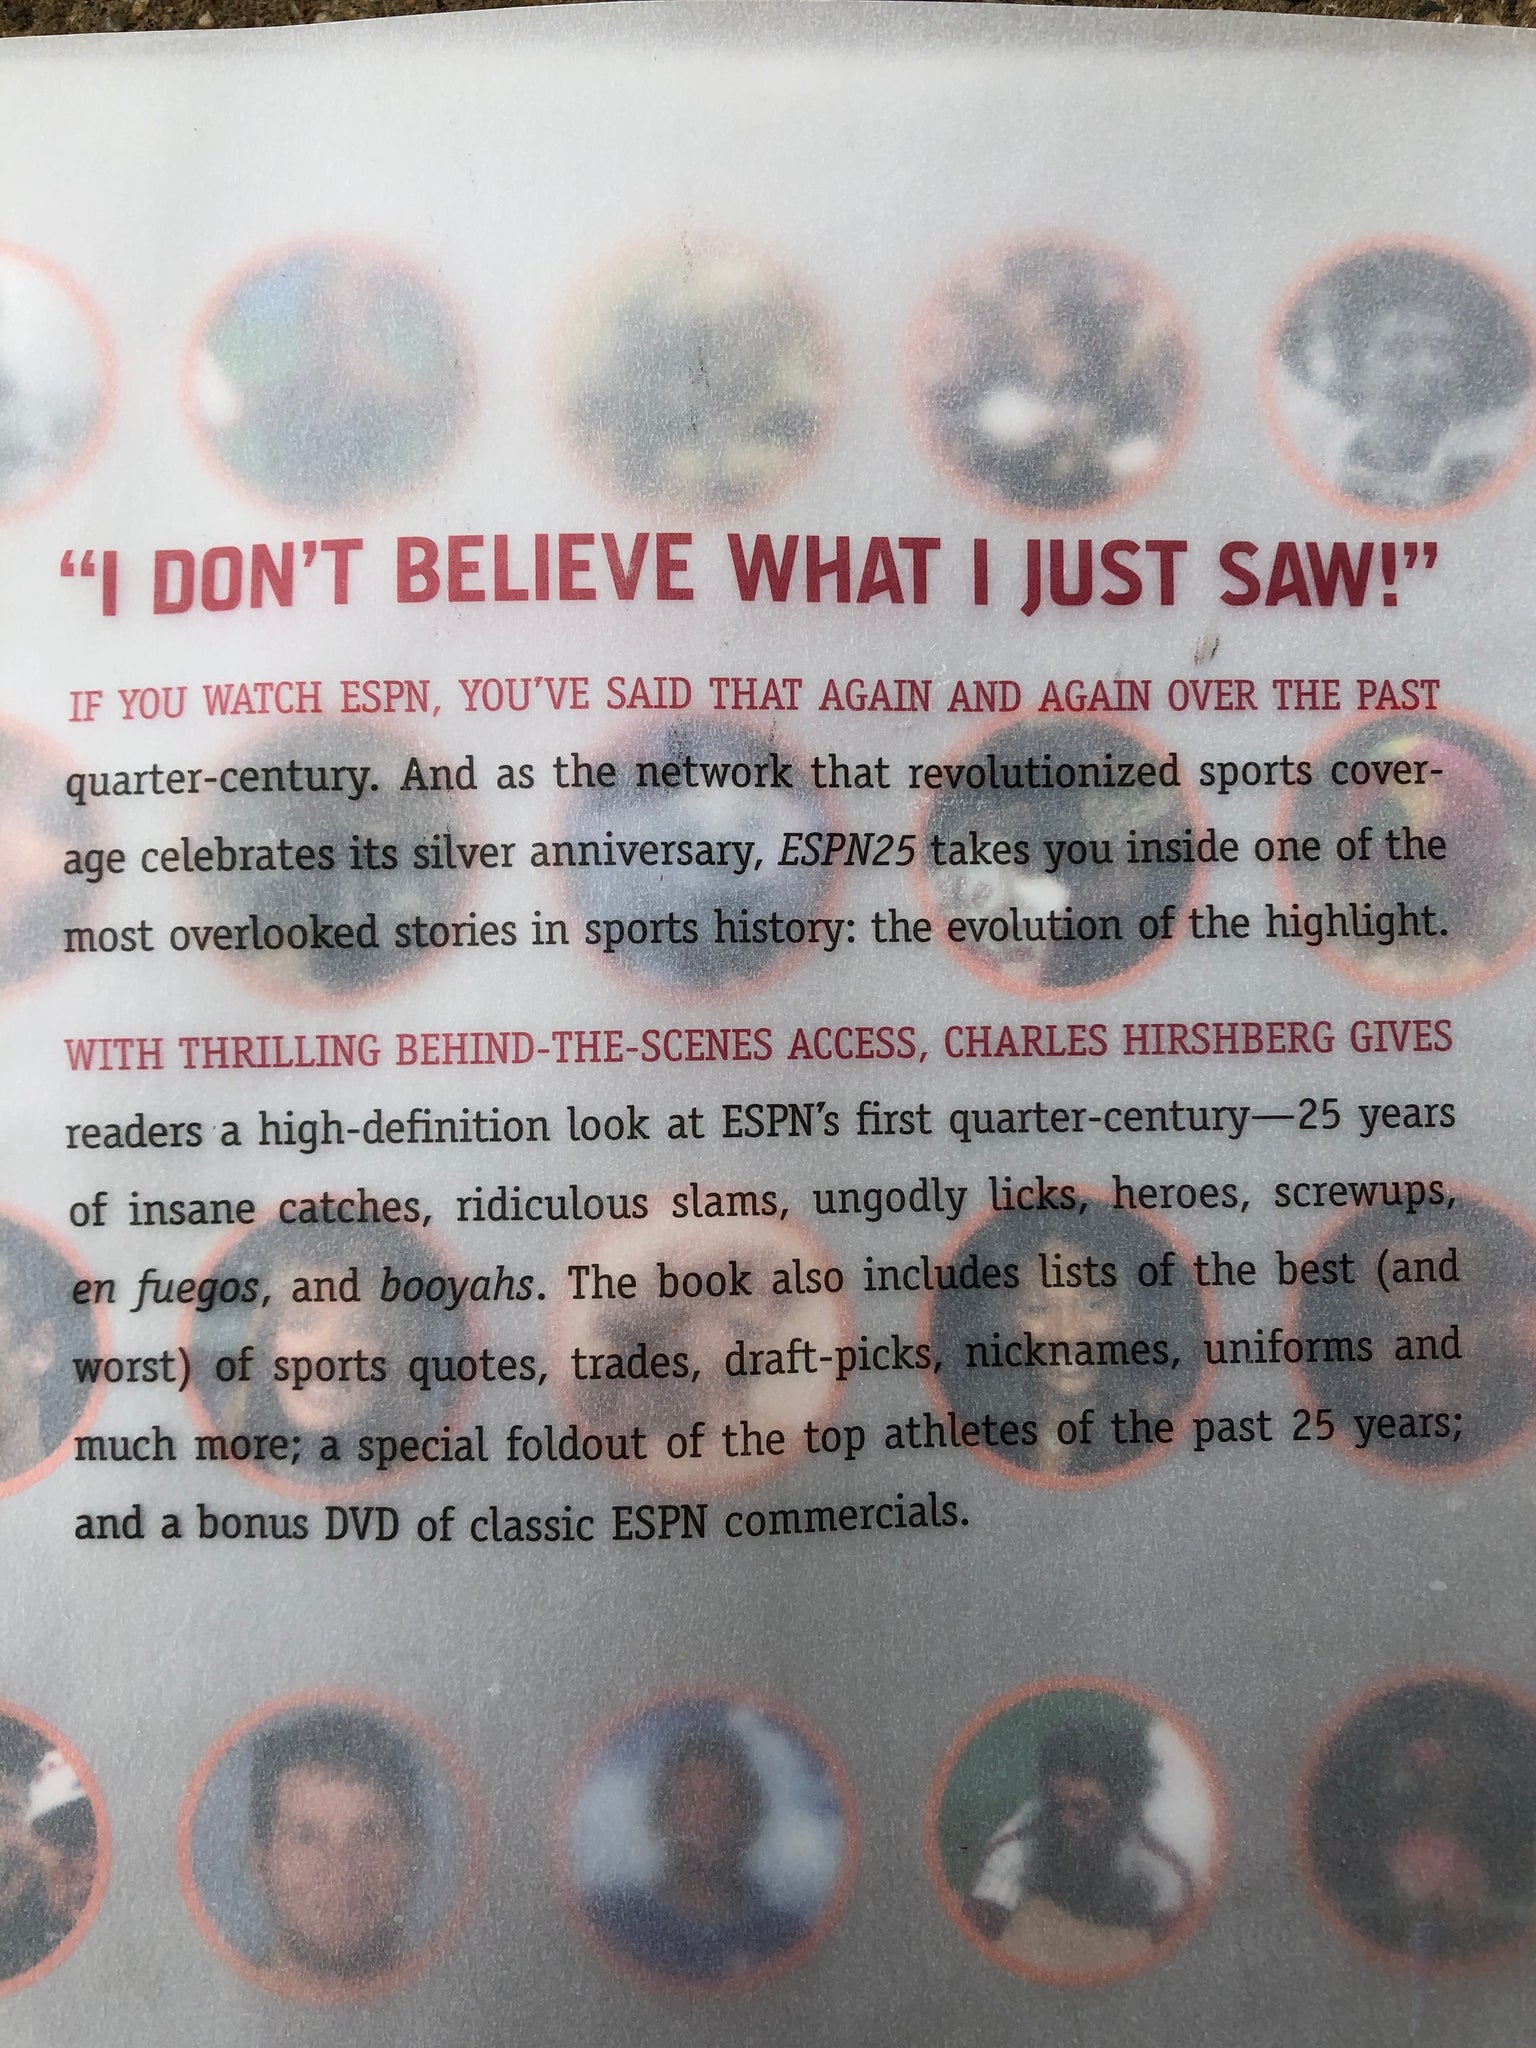 “I DON’T BELIEVE WHAT I JUST SAW!”
IF YOU WATCH ESPN, YOU’VE SAID THAT AGAIN AND AGAIN OVER THE PAST
quarter-century. And as the network that revolutionized sports cover-
age celebrates its silver anniversary, ESPN25 takes you inside one of the
most overlooked stories in sports history: the evolution of the highlight.
WITH THRILLING BEHIND-THE-SCENES ACCESS, CHARLES HIRSHBERG GIVES
readers a high-definition look at ESPN’s first quarter-century—25 years
of insane catches, ridiculous slams, ungodly licks, heroes, screwups,
en fuegos, and booyahs. The book also includes lists of the best (and
worst) of sports quotes, trades, draft-picks, nicknames, uniforms and
much more; a special foldout of the top athletes of the past 25 years;
and a bonus DVD of classic ESPN commercials.